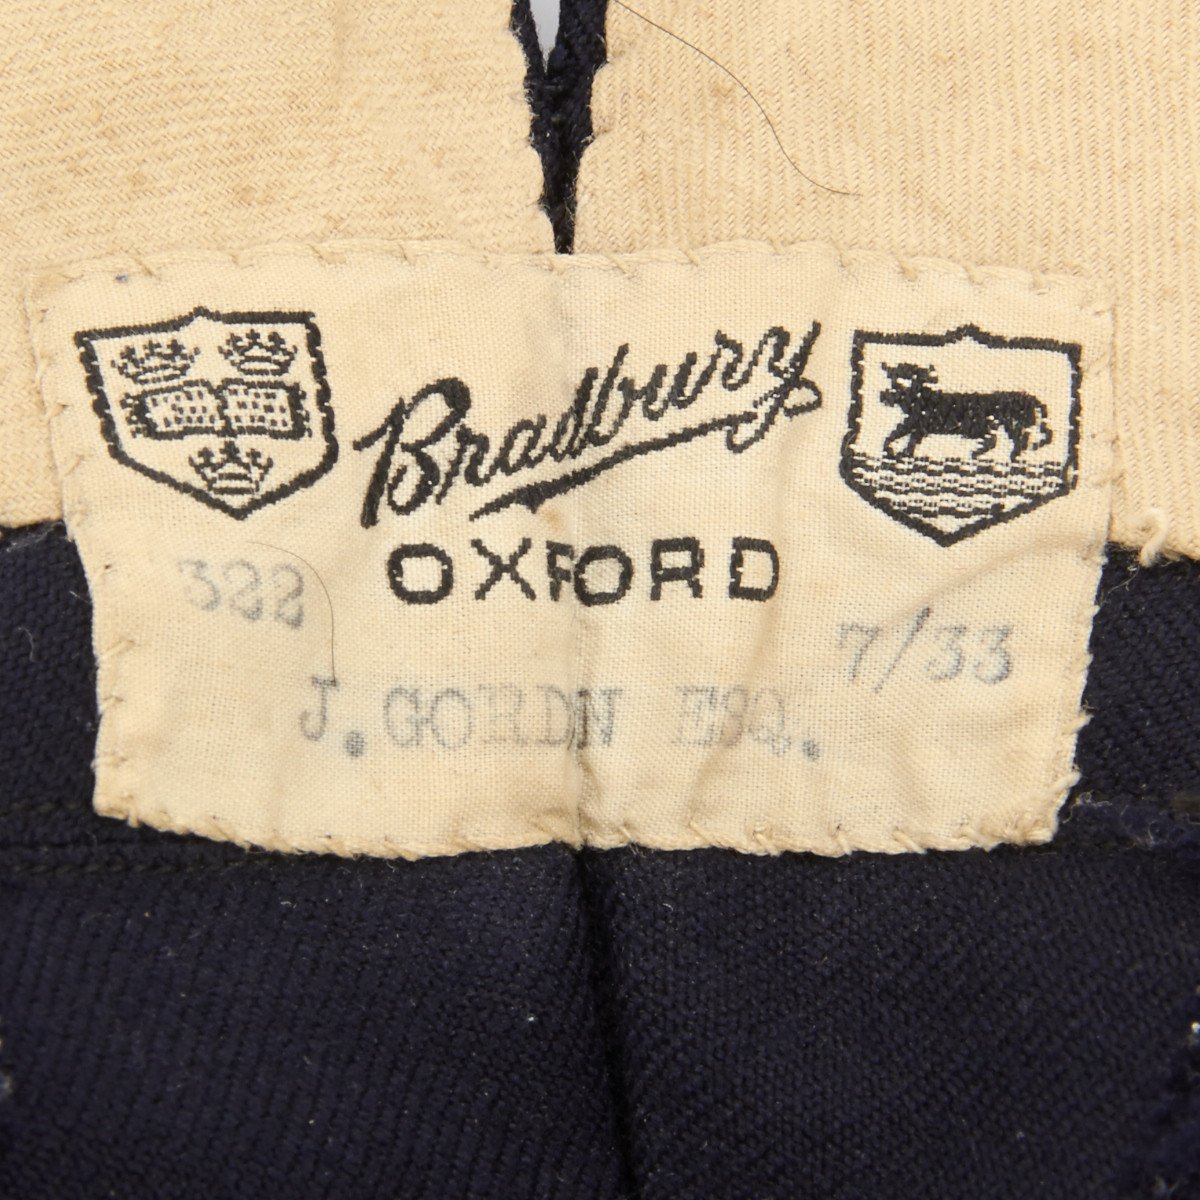 Bradbury
OXFORD
322
7/33
J. GORDN ESQ.